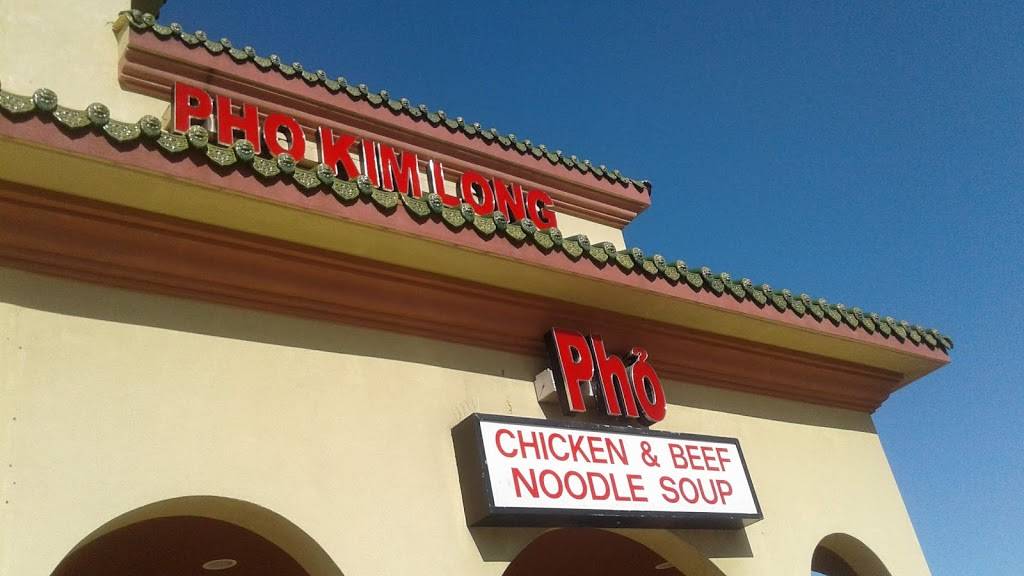 PHO KIM LONG
Phở
CHICKEN & BEEF
NOODLE SOUP